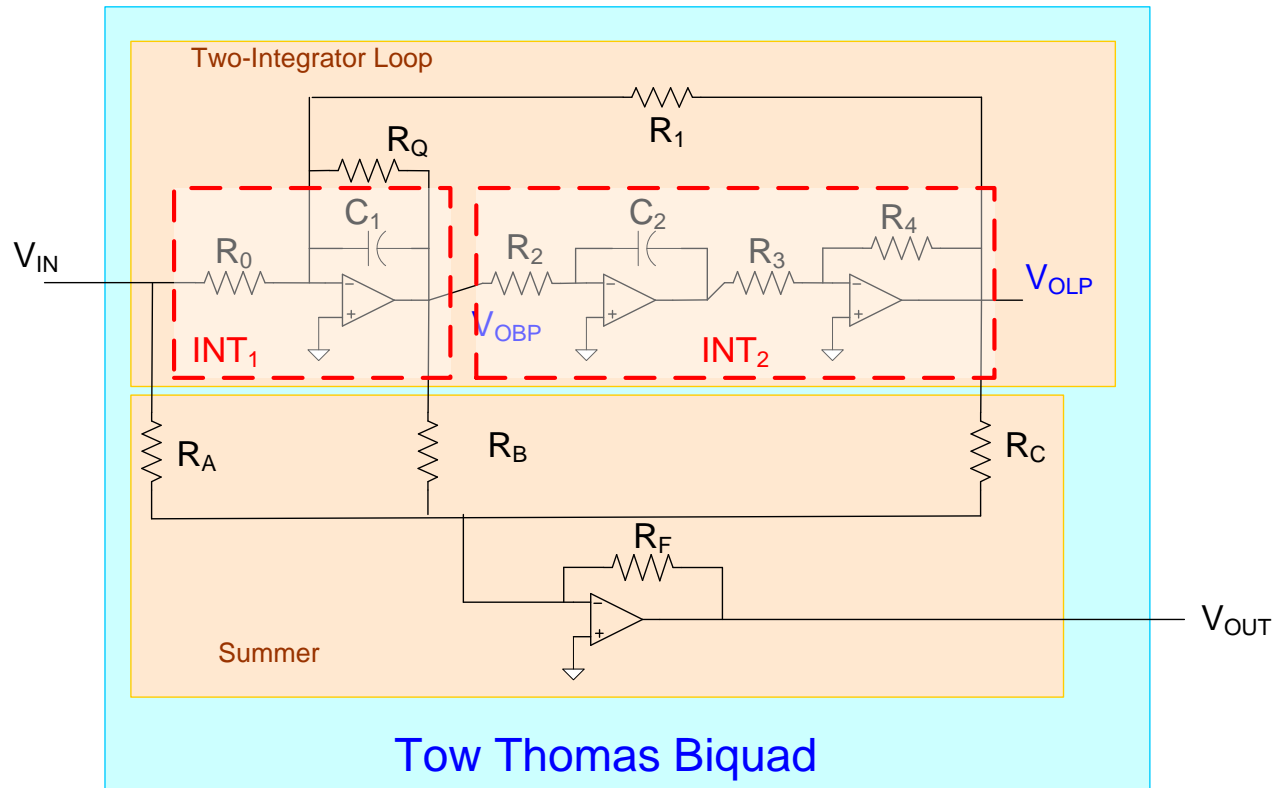 Two-Integrator Loop
R1
RQ
C1
C2
R4
VIN
R0
R2
R3
VOLP
VOBP
INT1
INT2
RA
RB
RC
RF
VOUT
Summer
Tow Thomas Biquad